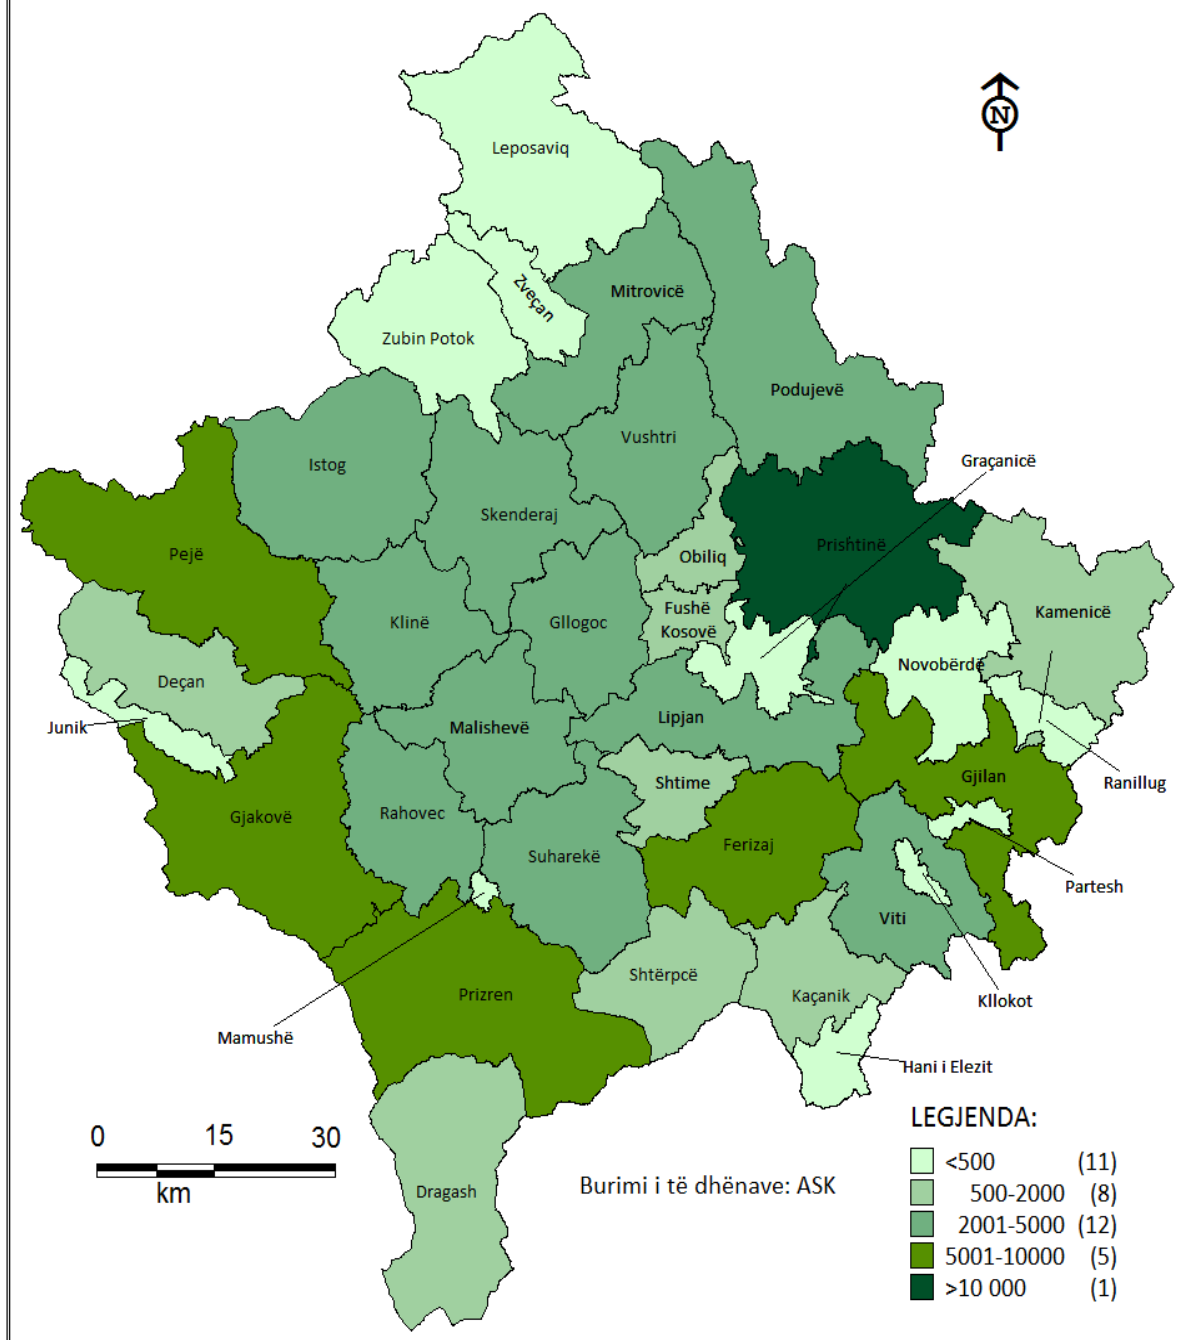 N
Leposaviq
Zveçan
Mitrovicë
Zubin Potok
Podujevë
Vushtri
Istog
Graçanicë
Skenderaj
Prishtinë
Pejë
Obiliq
Fushë
Kosovë
Kamenicë
Klinë
Gllogoc
Novobërdë
Deçan
Junik
Malishevë
Lipjan
Gjilan
Ranillug
Shtime
Gjakovë
Rahovec
Ferizaj
Suharekë
Partesh
Viti
Shtërpcë
Kaçanik
Prizren
Kllokot
Mamushë
Hani i Elezit
Dragash
LEGJENDA:
<500 (11)
500-2000 (8)
2001-5000 (12)
5001-10000 (5)
>10 000 (1)
0 15 30
km
Burimi i të dhënave: ASK